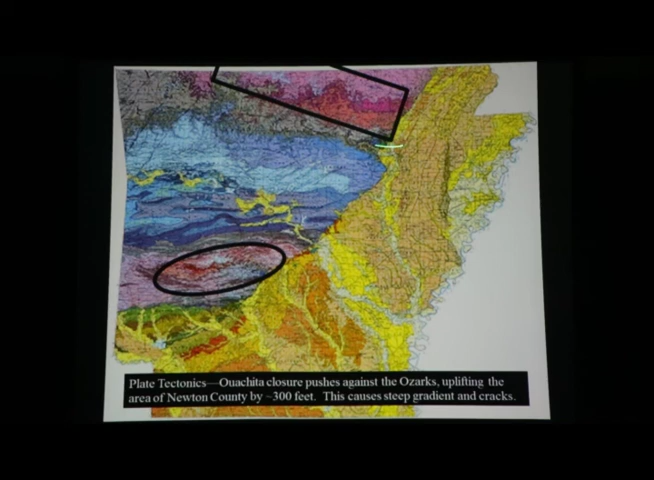 Plate Tectonics—Ouachita closure pushes against the Ozarks, uplifting the
area of Newton County by ~300 feet.  This causes steep gradient and cracks.